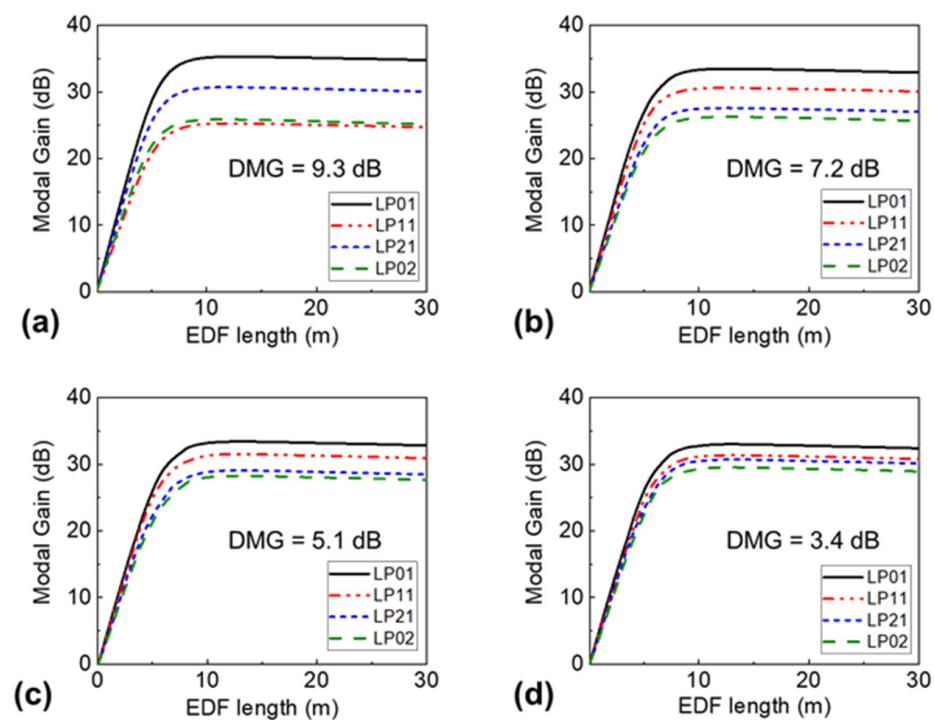 40
30
20
10
0
Modal Gain (dB)
DMG = 9.3 dB
LP01
LP11
LP21
LP02
0 10 20 30
EDF length (m)
(a)
40
30
20
10
0
Modal Gain (dB)
DMG = 7.2 dB
LP01
LP11
LP21
LP02
0 10 20 30
EDF length (m)
(b)
40
30
20
10
0
Modal Gain (dB)
DMG = 5.1 dB
LP01
LP11
LP21
LP02
0 10 20 30
EDF length (m)
(c)
40
30
20
10
0
Modal Gain (dB)
DMG = 3.4 dB
LP01
LP11
LP21
LP02
0 10 20 30
EDF length (m)
(d)